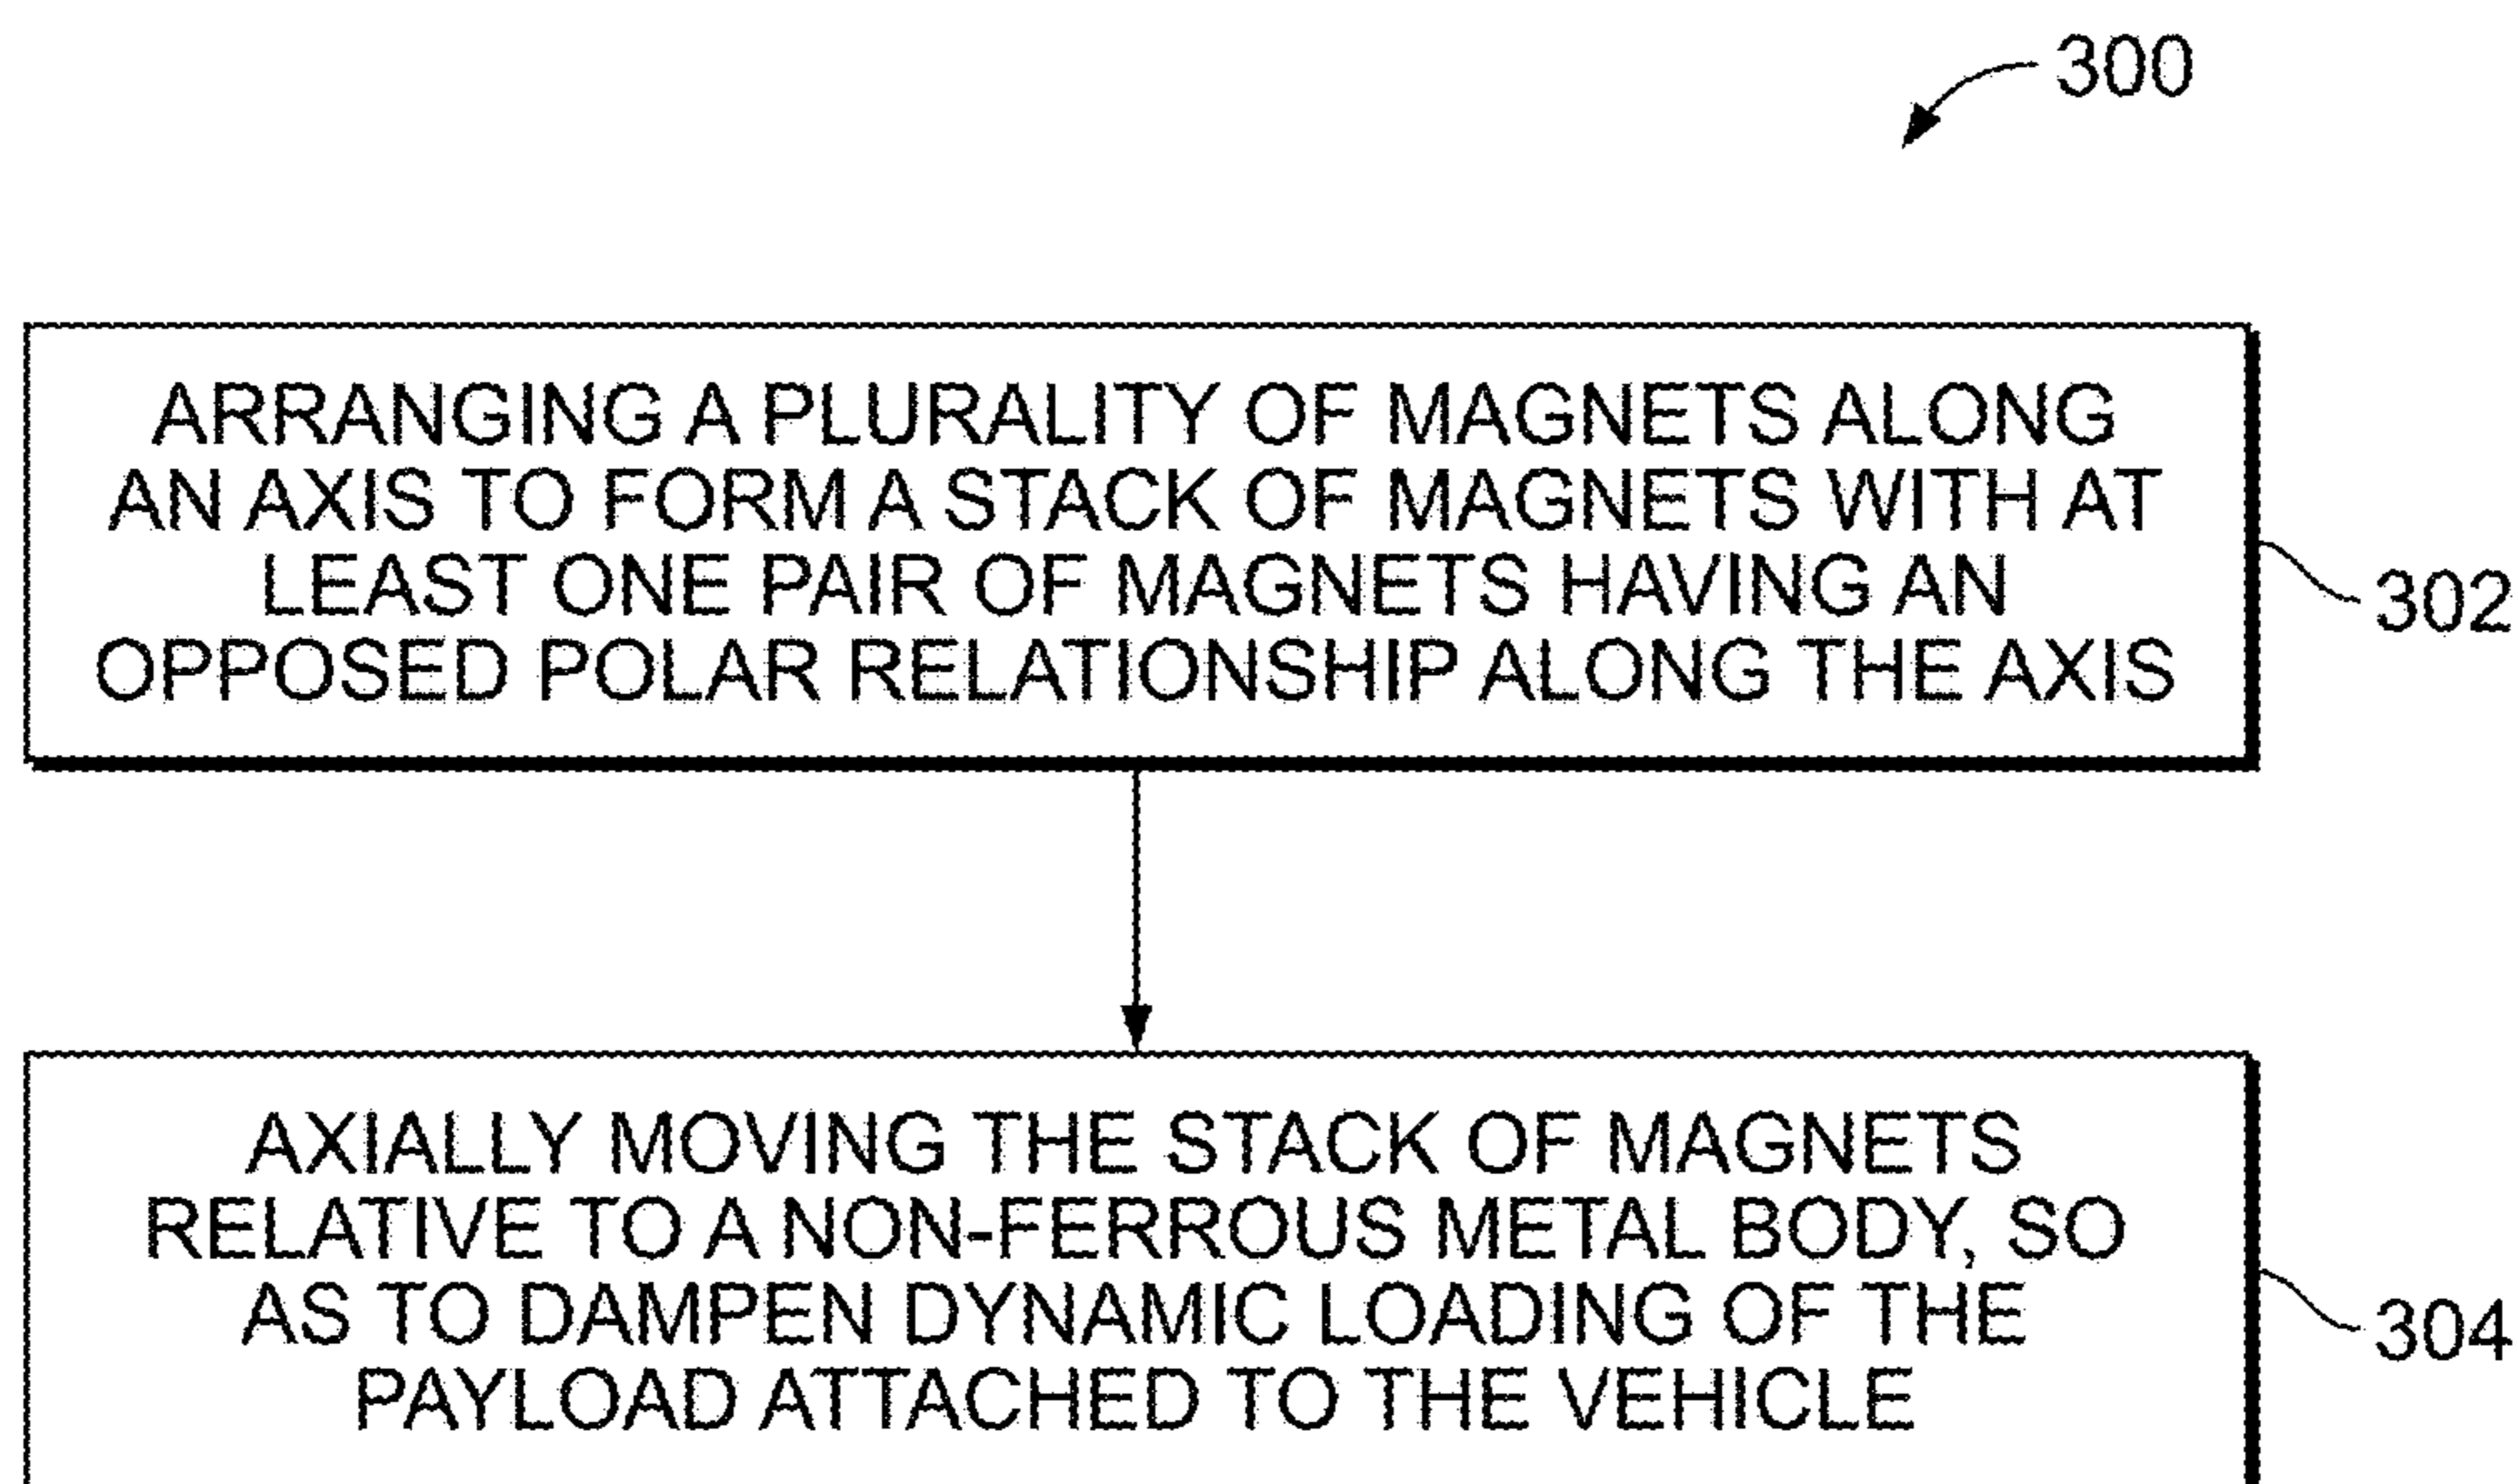 300
ARRANGING A PLURALITY OF MAGNETS ALONG
AN AXIS TO FORM A STACK OF MAGNETS WITH AT
LEAST ONE PAIR OF MAGNETS HAVING AN
OPPOSED POLAR RELATIONSHIP ALONG THE AXIS
302
AXIALLY MOVING THE STACK OF MAGNETS
RELATIVE TO A NON-FERROUS METAL BODY, SO
AS TO DAMPEN DYNAMIC LOADING OF THE
PAYLOAD ATTACHED TO THE VEHICLE
304